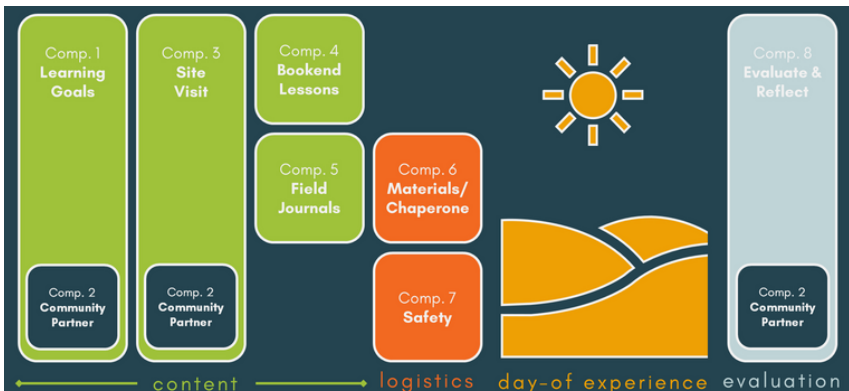 Comp. 1
Learning
Goals
Comp. 2
Community
Partner
Comp. 3
Site
Visit
Comp. 2
Community
Partner
Comp. 4
Bookend
Lessons
Comp. 5
Field
Journals
Comp. 6
Materials/
Chaperone
Comp. 7
Safety
Comp. 8
Evaluate &
Reflect
Comp. 2
Community
Partner
content
logistics
day-of experience
evaluation